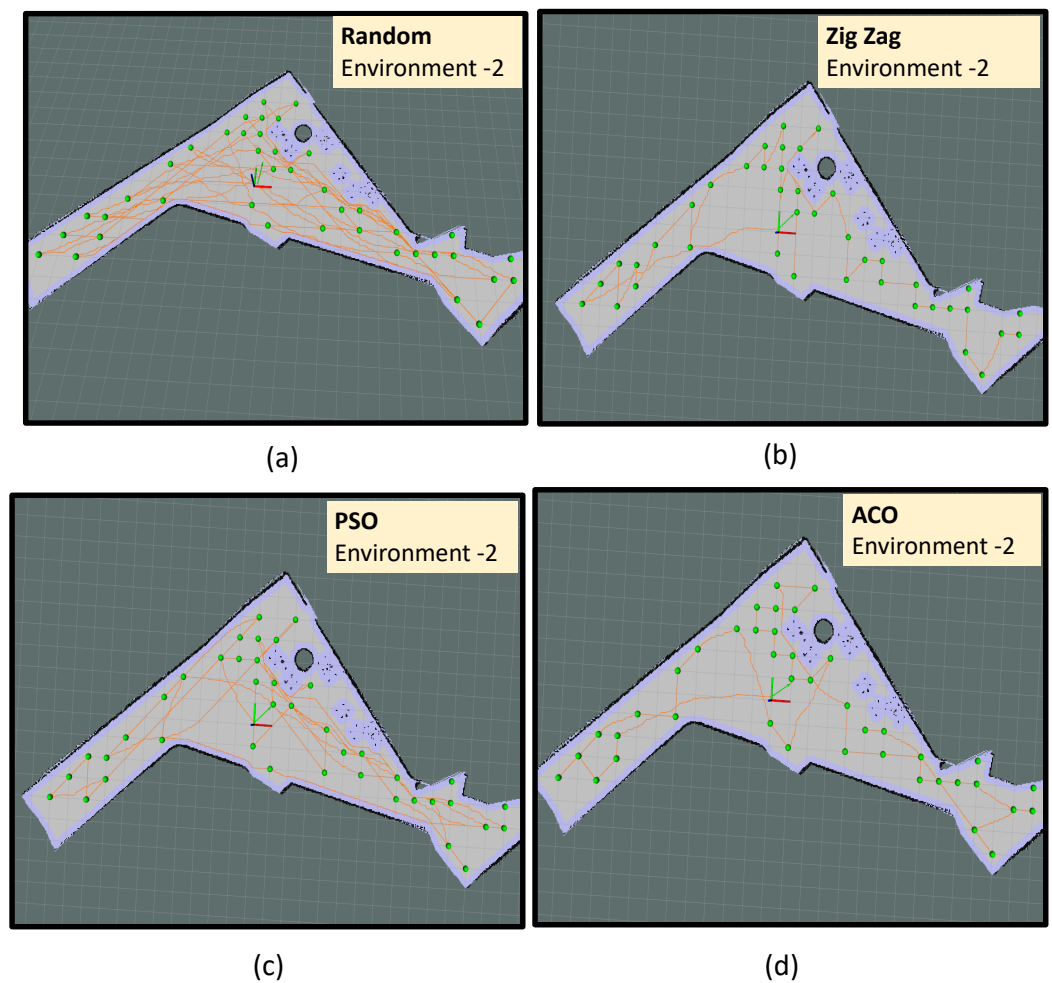 Random
Environment -2
Zig Zag
Environment -2
(a)
(b)
PSO
Environment -2
ACO
Environment -2
(c)
(d)